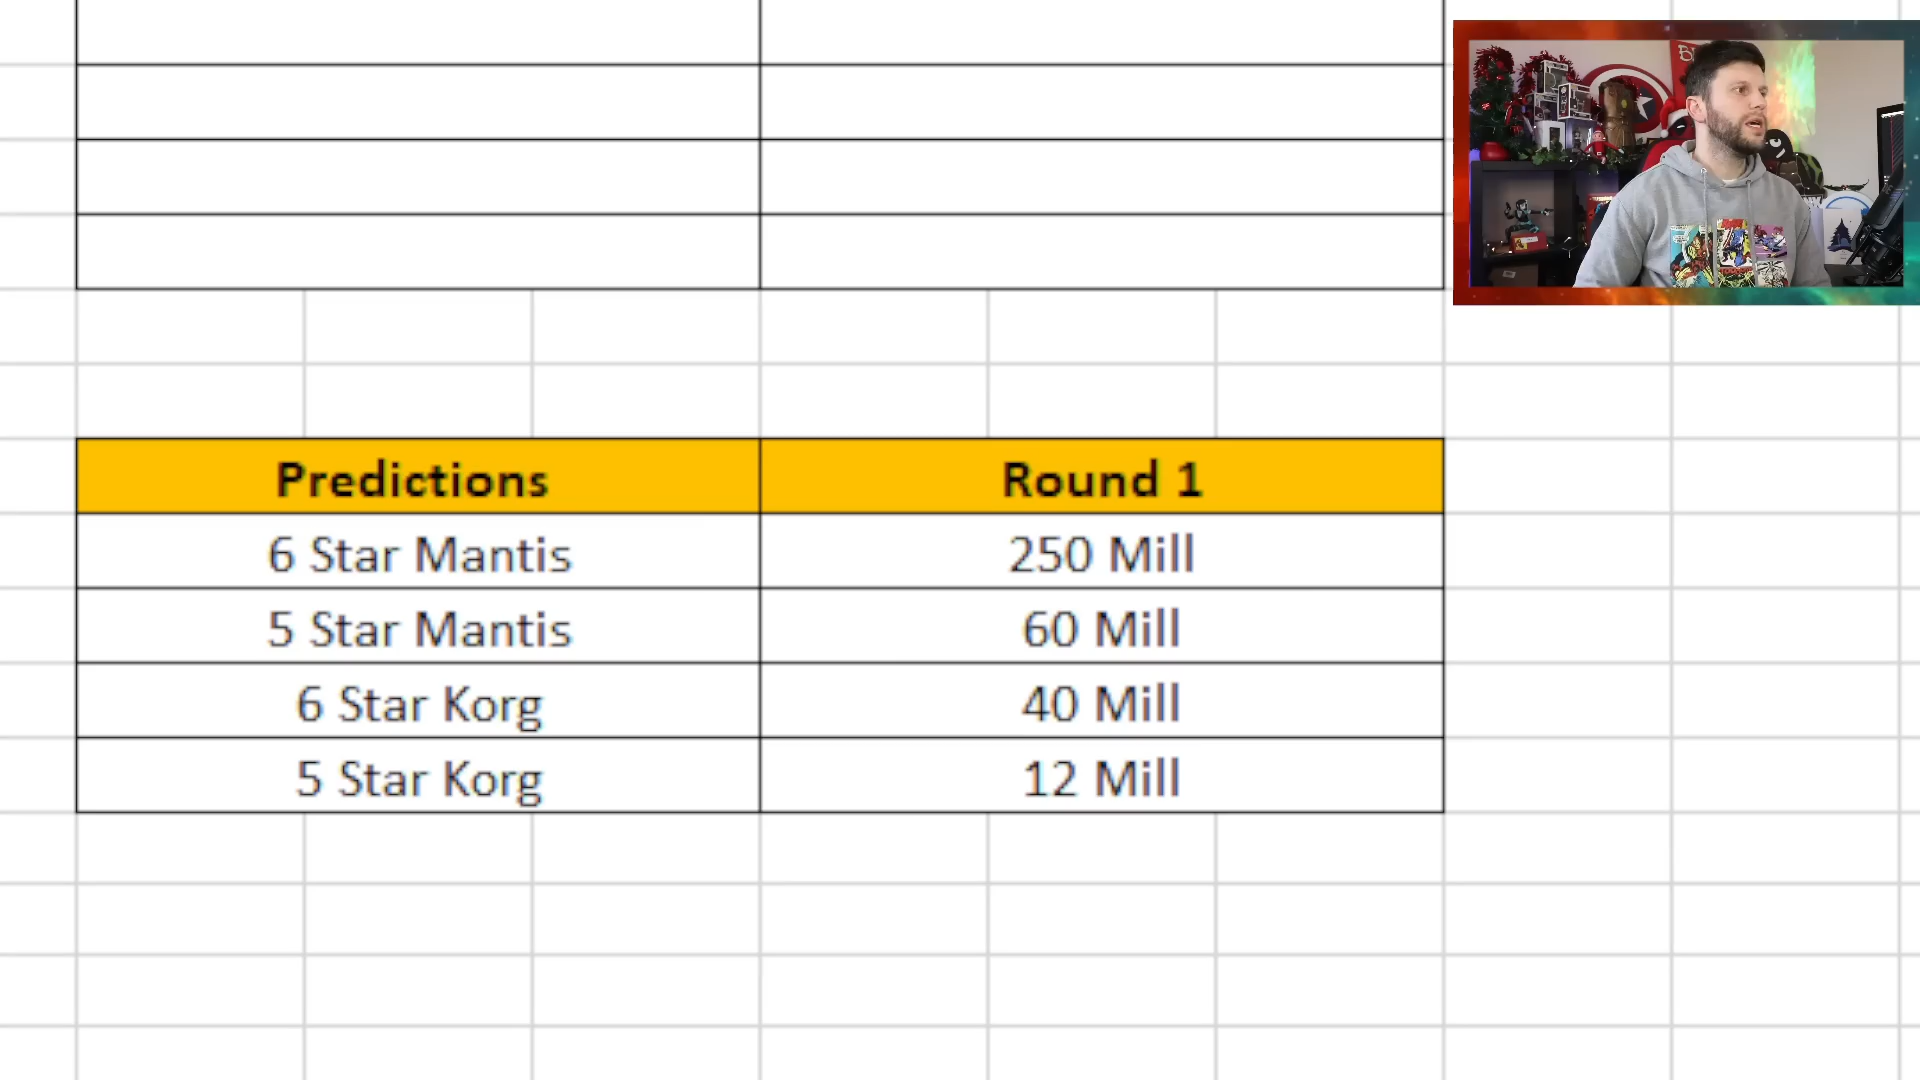 Predictions
Round 1
6 Star Mantis
250 Mill
5 Star Mantis
60 Mill
6 Star Korg
40 Mill
5 Star Korg
12 Mill